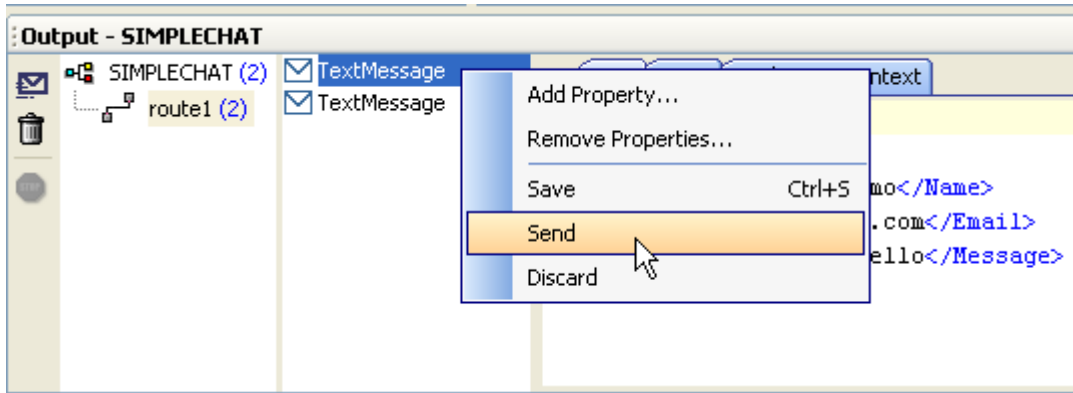 Output - SIMPLECHAT
SIMPLECHAT (2)
route1 (2)
TextMessage
TextMessage
Add Property...
Remove Properties...
Save Ctrl+S
Send
Discard
ntext
mo</Name>
.com</Email>
ello</Message>